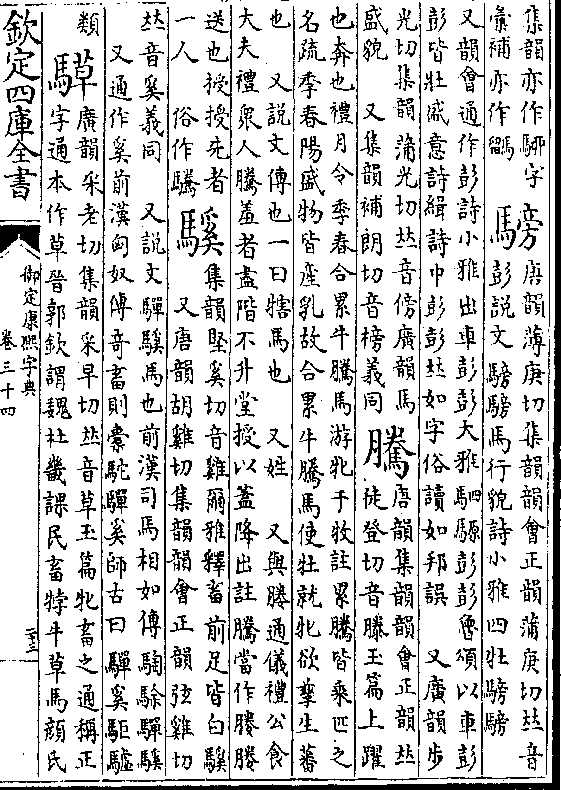 集韻亦作字
彙補亦作
騯
唐韻薄庚切集韻韻會正韻蒲庚切𠀤音
彭說文騯騯馬行貌詩小雅四牡騯騯
又韻會通作彭詩小雅出車彭彭大雅駟騵彭彭魯頌以車彭
彭皆壯盛意詩緝詩中彭彭𠀤如字俗讀如邦誤 又廣韻步
光切集韻蒲光切𠀤音傍廣韻馬
盛貌 又集韻補朗切音榜義同
騰
唐韻集韻韻會正韻𠀤
徒登切音滕玉篇上躍
也奔也禮月令季春合累牛騰馬游牝于牧註累騰皆乘匹之
名疏季春陽盛物皆產乳故合累牛騰馬使牡就牝欲孳生蕃
也 又說文傳也一曰犗馬也 又姓 又與媵通儀禮公食
大夫禮衆人騰羞者盡階不升堂授以蓋降出註騰當作媵媵
送也授授先者
一人 俗作驣
騱
集韻堅奚切音雞爾雅釋畜前足皆白騱
又唐韻胡雞切集韻韻會正韻弦雞切
𠀤音奚義同 又說文驒騱馬也前漢司馬相如傳騊駼驒騱
又通作奚前漢匈奴傳奇畜則橐駝驒奚師古曰驒奚駏驉
類
騲
廣韻采老切集韻采早切𠀤音草玉篇牝畜之通稱正
字通本作草晉郭欽謂魏杜畿課民畜牸牛草馬顔氏
欽定四庫全書
御定康熙字典
卷三十四